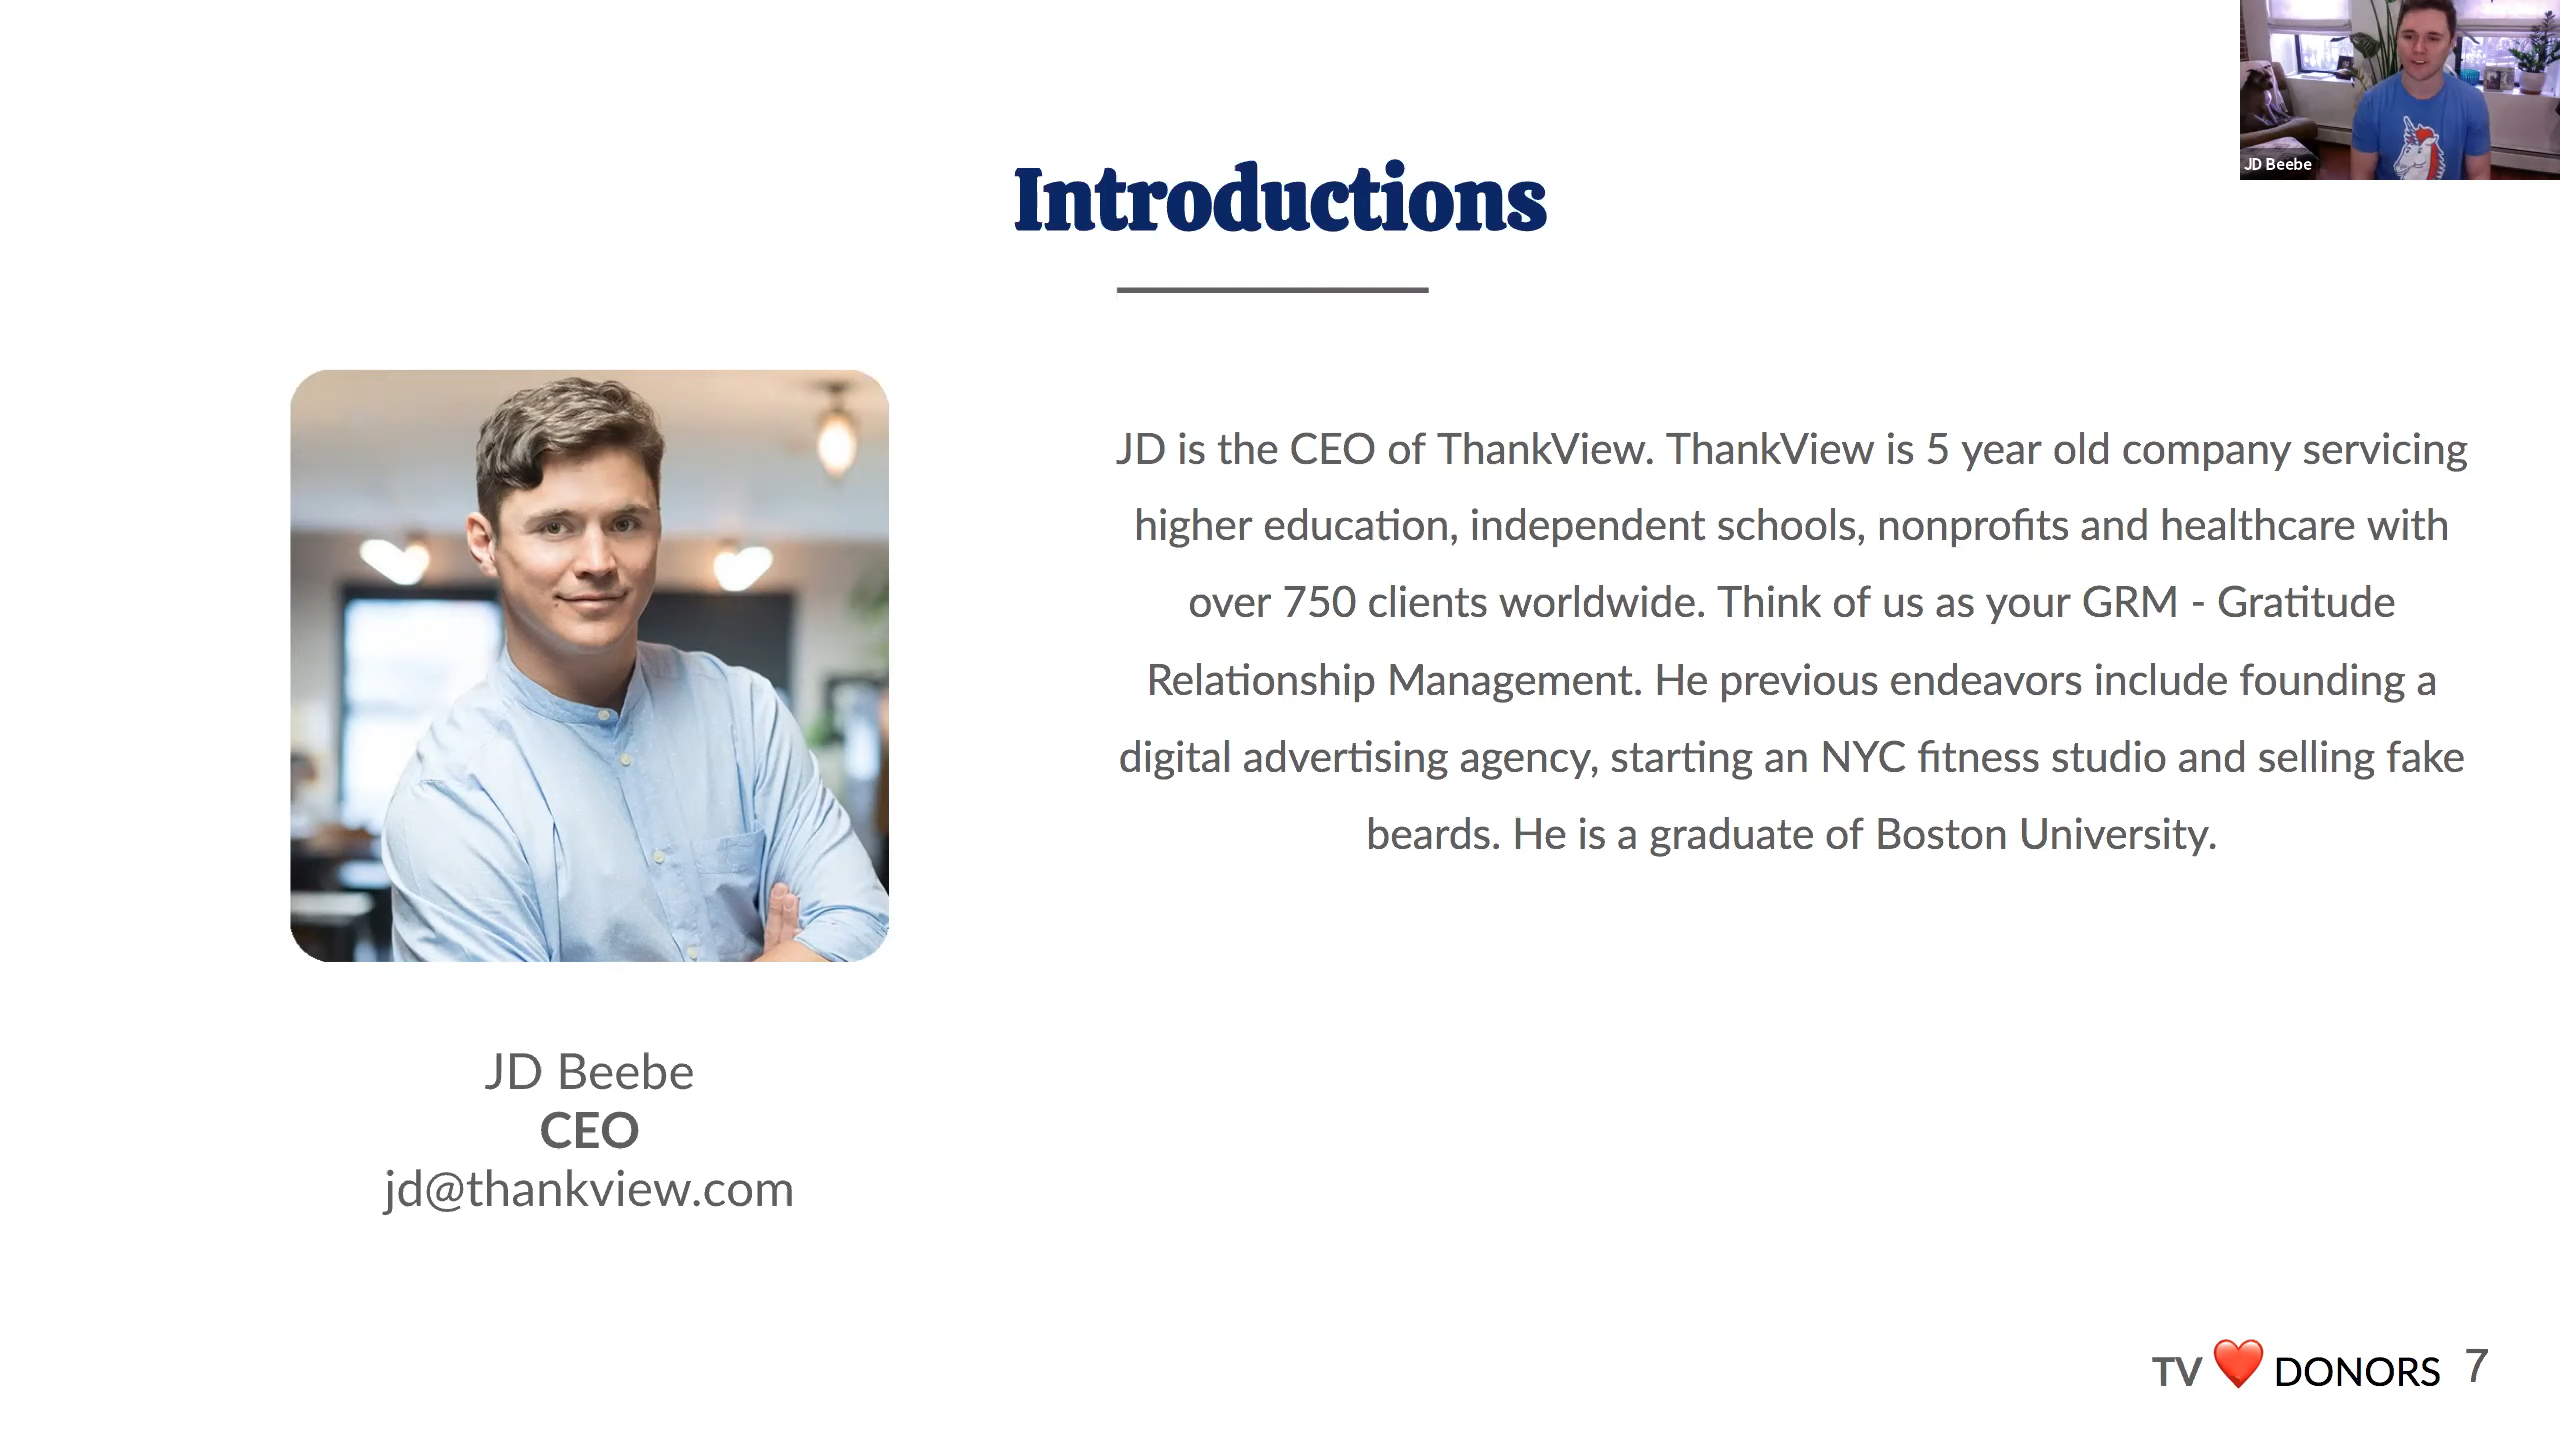 JD Beebe
Introductions
JD is the CEO of ThankView. ThankView is 5 year old company servicing
higher education, independent schools, nonprofits and healthcare with
over 750 clients worldwide. Think of us as your GRM - Gratitude
Relationship Management. He previous endeavors include founding a
digital advertising agency, starting an NYC fitness studio and selling fake
beards. He is a graduate of Boston University.
JD Beebe
CEO
jd@thankview.com
TV ❤️ DONORS 7